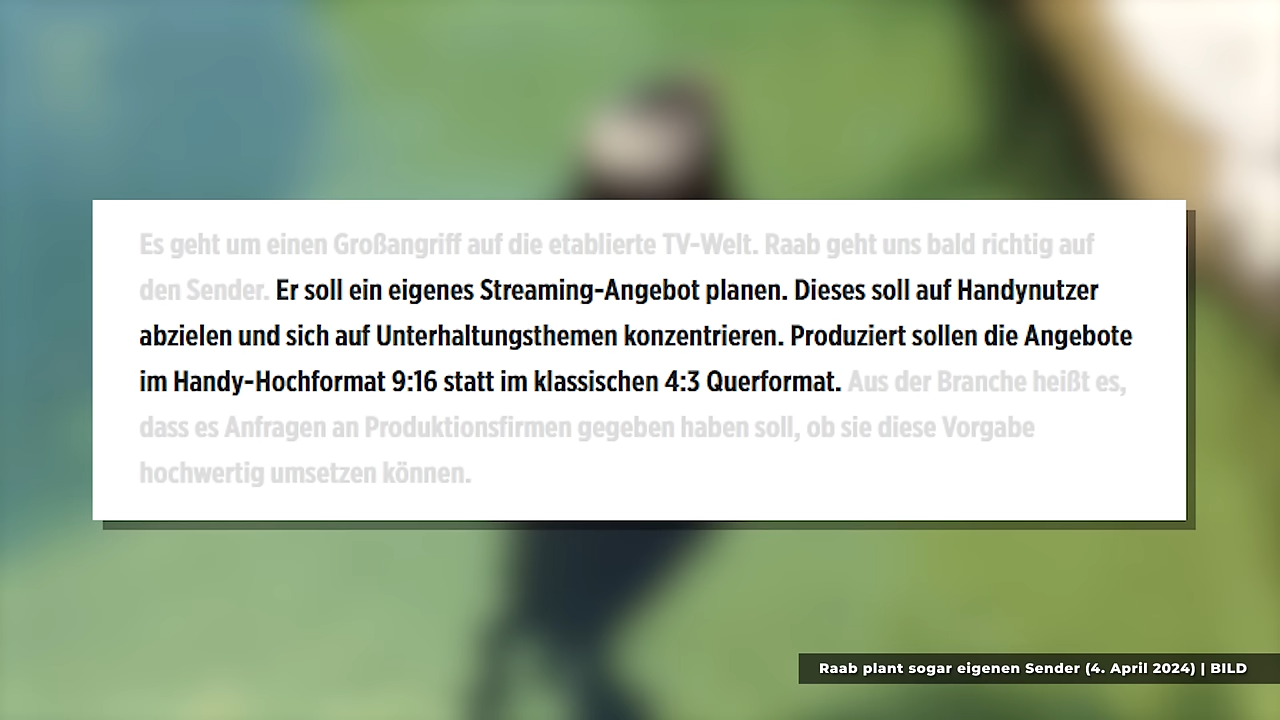 Es geht um einen Großangriff auf die etablierte TV-Welt. Raab geht uns bald richtig auf
den Sender. Er soll ein eigenes Streaming-Angebot planen. Dieses soll auf Handynutzer
abzielen und sich auf Unterhaltungsthemen konzentrieren. Produziert sollen die Angebote
im Handy-Hochformat 9:16 statt im klassischen 4:3 Querformat. Aus der Branche heißt es,
dass es Anfragen an Produktionsfirmen gegeben haben soll, ob sie diese Vorgabe
hochwertig umsetzen können.
Raab plant sogar eigenen Sender (4. April 2024) | BILD